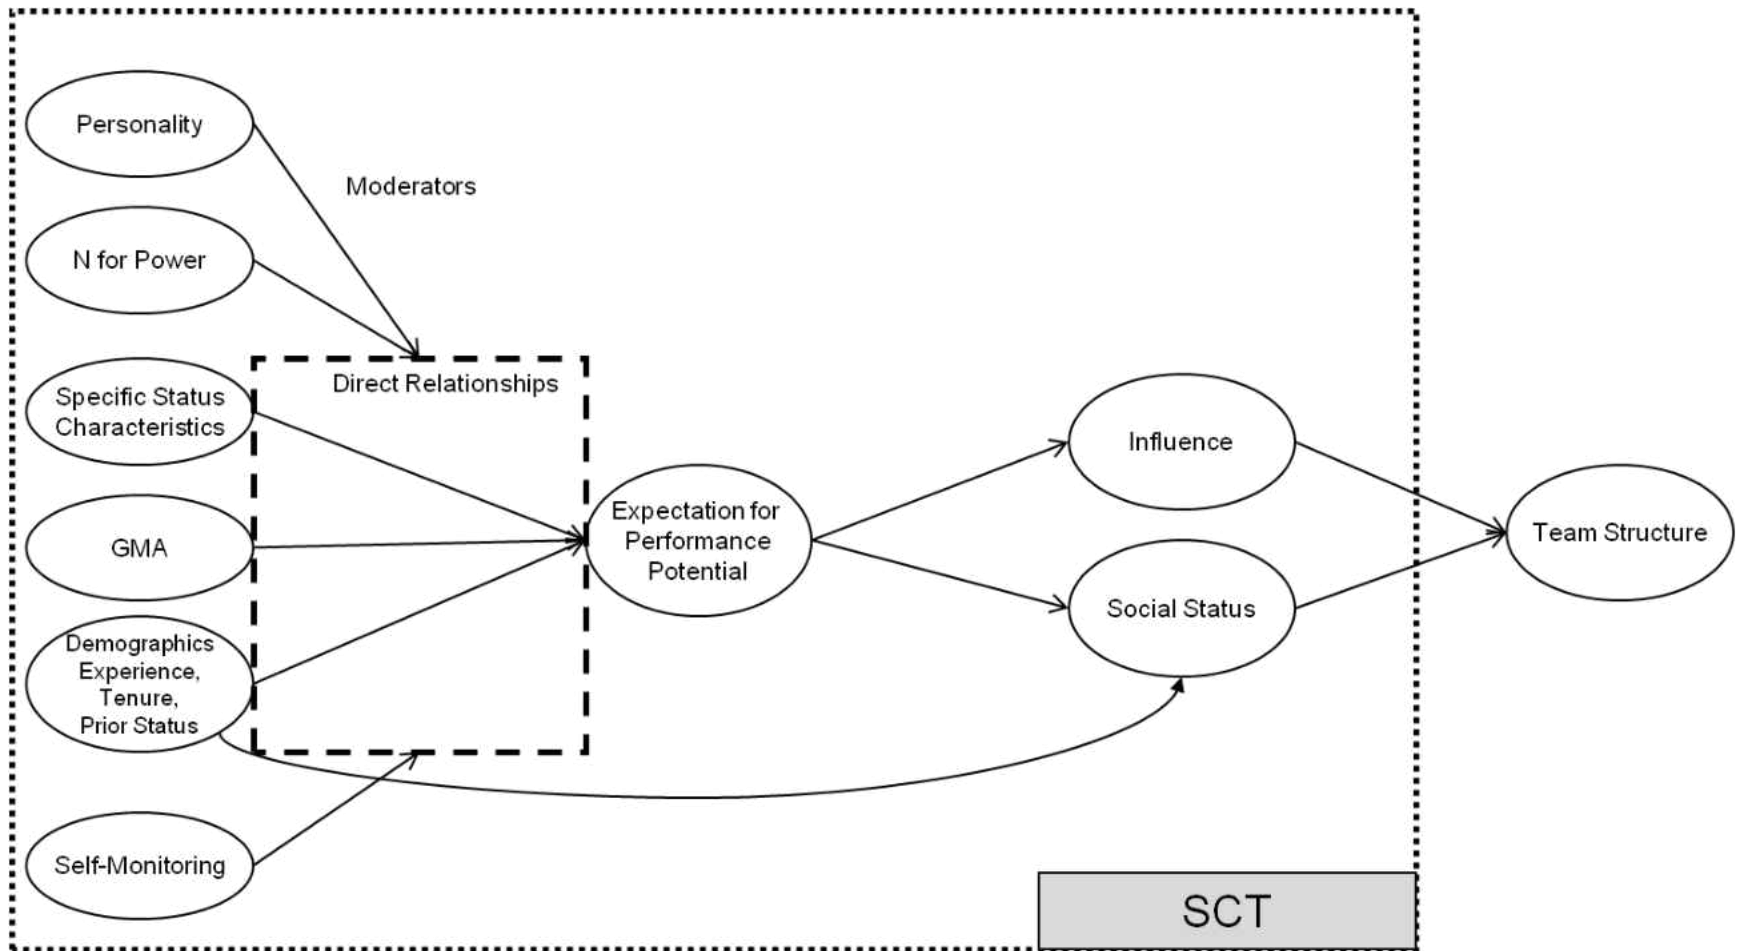 Personality
Moderators
N for Power
Direct Relationships
Specific Status
Characteristics
GMA
Demographics
Experience,
Tenure,
Prior Status
Self-Monitoring
Expectation for
Performance
Potential
Influence
Social Status
Team Structure
SCT